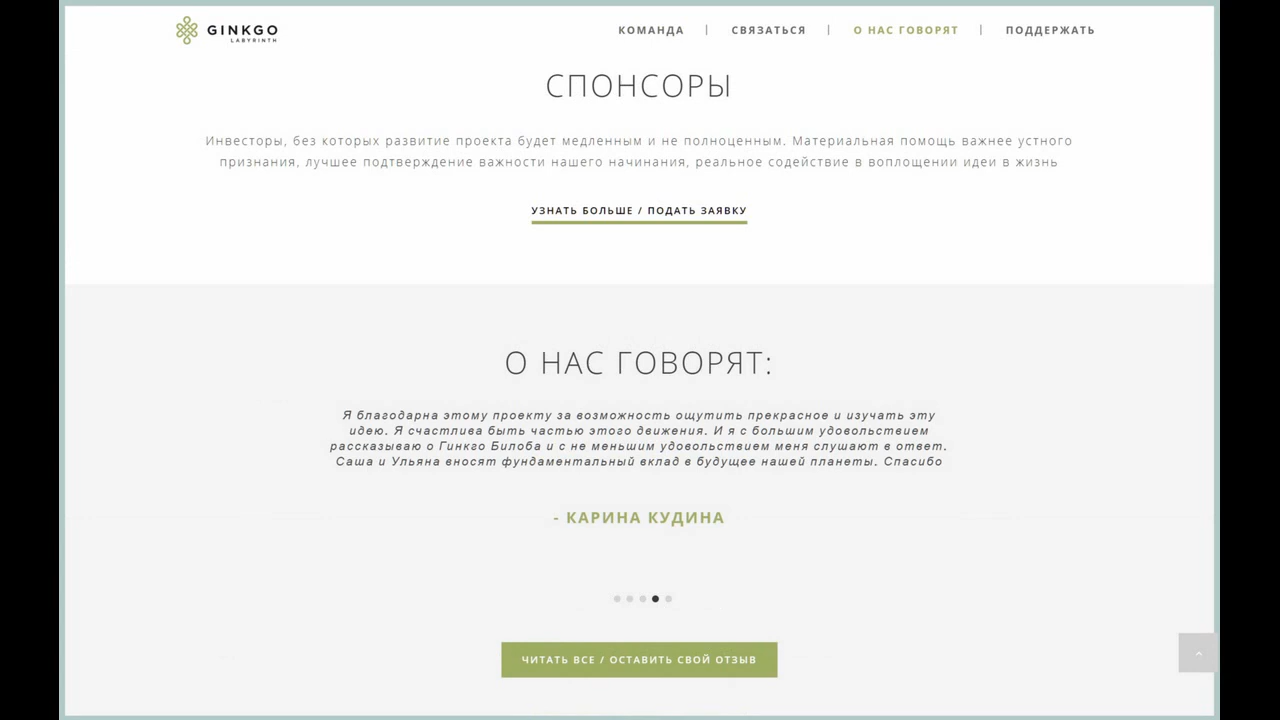 GINKGO
LABYRINTH
КОМАНДА | СВЯЗАТЬСЯ | О НАС ГОВОРЯТ | ПОДДЕРЖАТЬ
СПОНСОРЫ
Инвесторы, без которых развитие проекта будет медленным и не полноценным. Материальная помощь важнее устного
признания, лучшее подтверждение важности нашего начинания, реальное содействие в воплощении идеи в жизнь
УЗНАТЬ БОЛЬШЕ / ПОДАТЬ ЗАЯВКУ
О НАС ГОВОРЯТ:
Я благодарна этому проекту за возможность ощутить прекрасное и изучать эту
идею. Я счастлива быть частью этого движения. И я с большим удовольствием
рассказываю о Гинкго Билоба и с не меньшим удовольствием меня слушают в ответ.
Саша и Ульяна вносят фундаментальный вклад в будущее нашей планеты. Спасибо
- КАРИНА КУДИНА
ЧИТАТЬ ВСЕ / ОСТАВИТЬ СВОЙ ОТЗЫВ